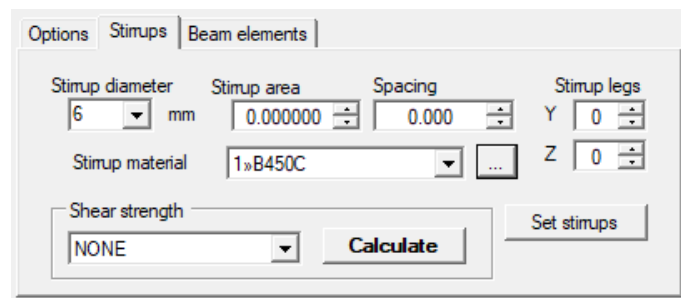 Options Stirrups Beam elements
Stirrup diameter Stirrup area Spacing Stirrup legs
6 mm 0.000000 0.000 Y 0
Stirrup material 1»B450C ... Z 0
Shear strength
NONE Calculate Set stirrups